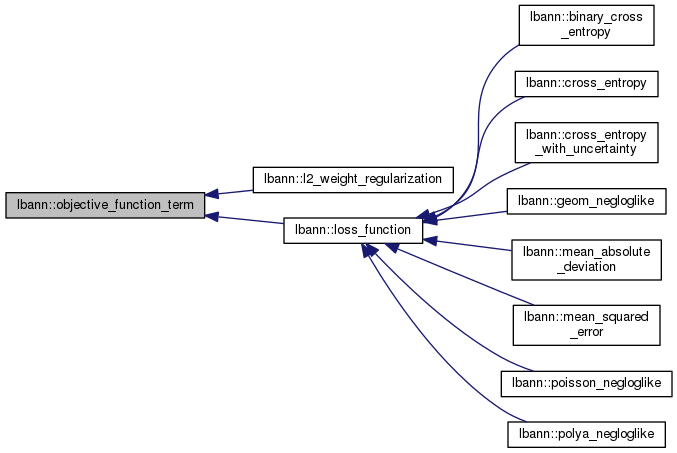 lbann::objective_function_term
lbann::l2_weight_regularization
lbann::loss_function
lbann::binary_cross
_entropy
lbann::cross_entropy
lbann::cross_entropy
_with_uncertainty
lbann::geom_negloglike
lbann::mean_absolute
_deviation
lbann::mean_squared
_error
lbann::poisson_negloglike
lbann::polya_negloglike